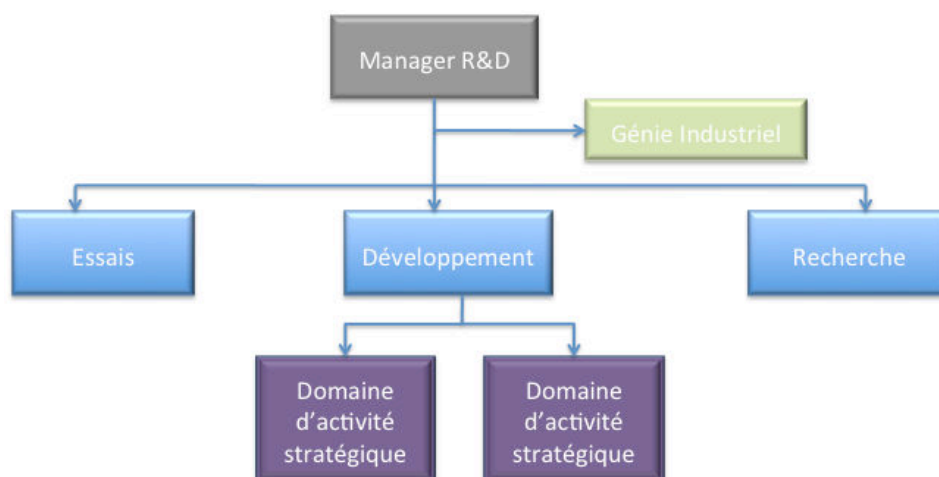 Manager R&D
Génie Industriel
Essais
Développement
Recherche
Domaine
d'activité
stratégique
Domaine
d'activité
stratégique